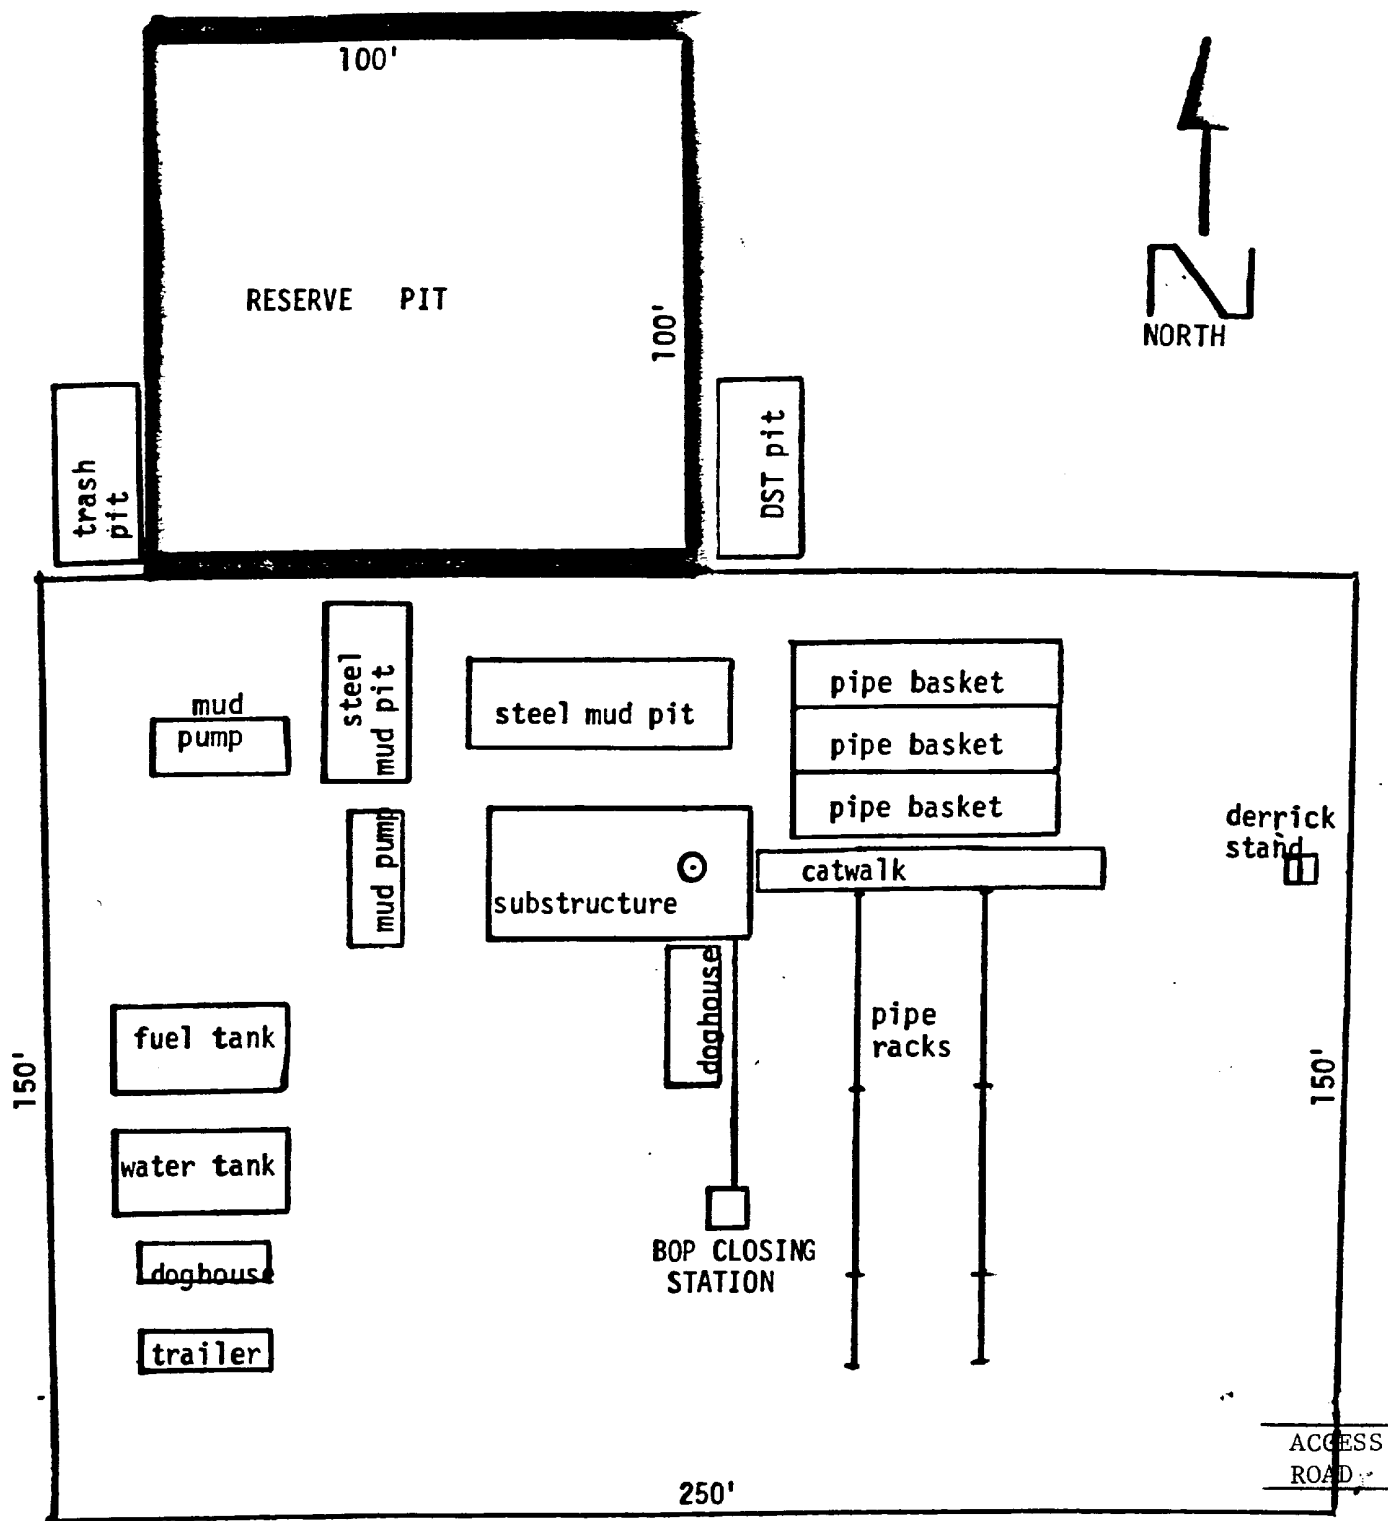 100'
RESERVE PIT
100'
N
NORTH
trash
pit
DST pit
steel
mud pit
mud
pump
steel mud pit
pipe basket
pipe basket
pipe basket
mud pump
substructure
catwalk
derrick
stand
doghouse
pipe
racks
fuel tank
150'
150'
water tank
doghouse
BOP CLOSING
STATION
trailer
ACCESS
ROAD
250'